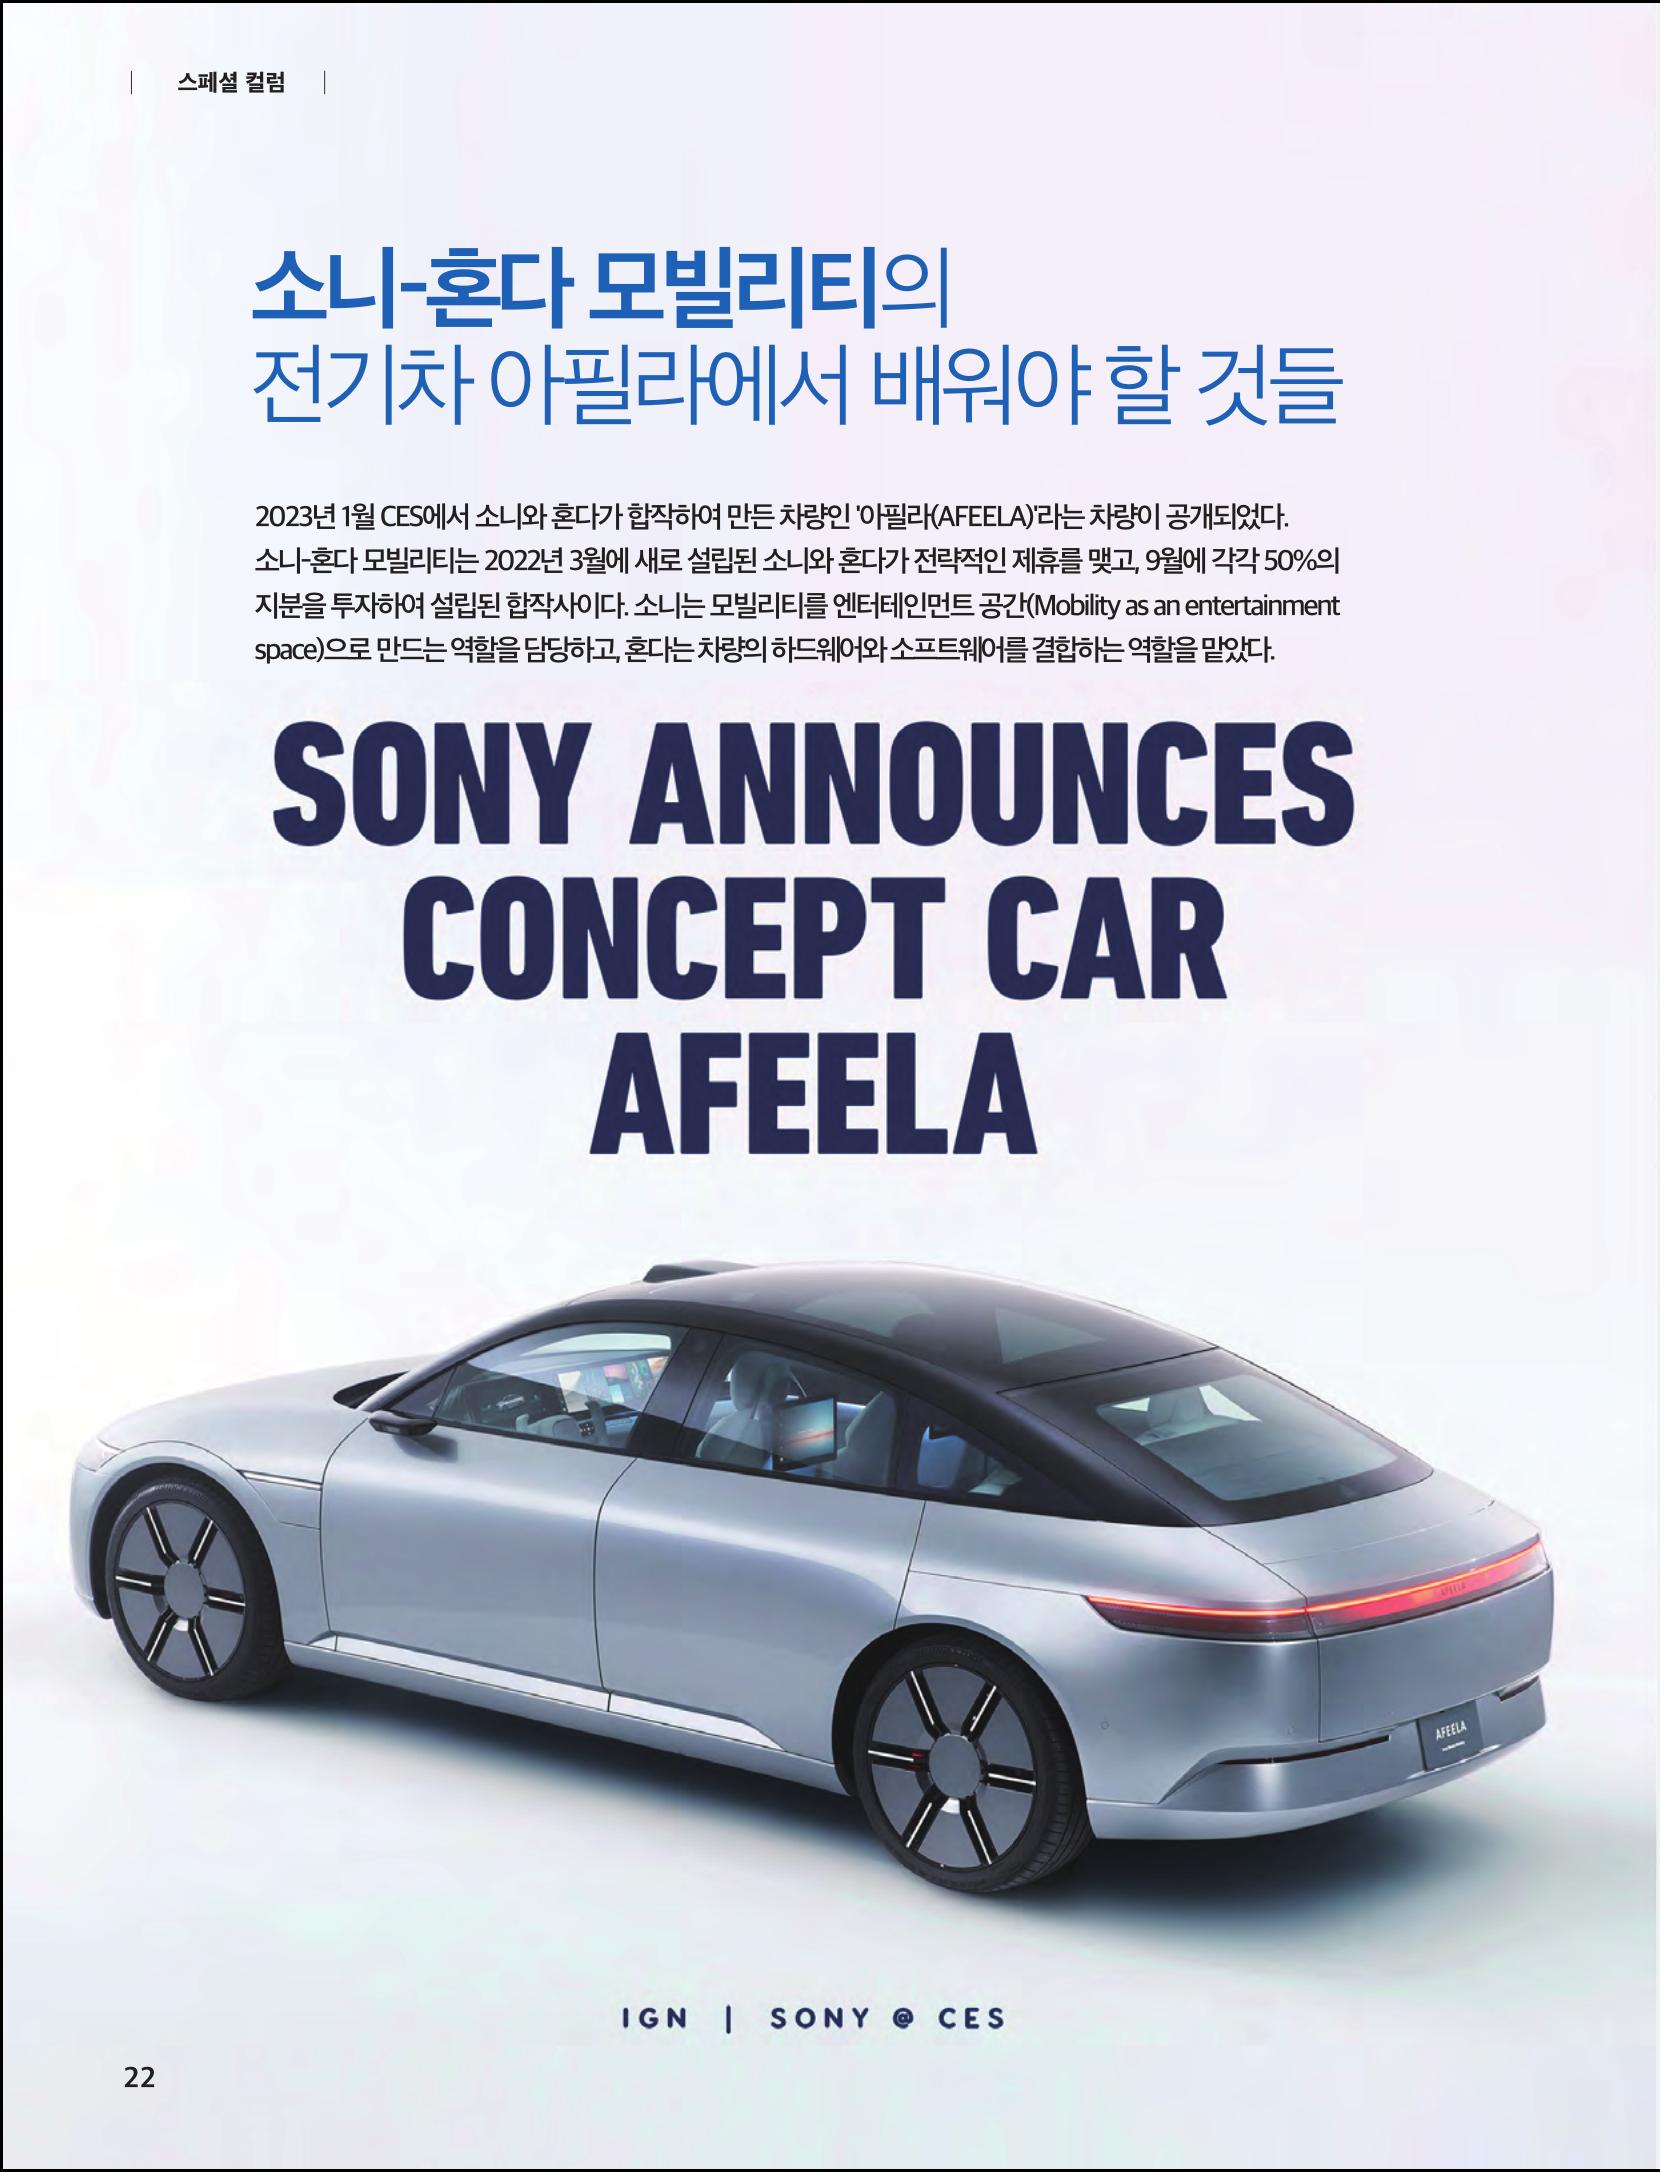 스페셜 컬럼
소니-혼다 모빌리티의
전기차 아필라에서 배워야 할 것들
2023년 1월 CES에서 소니와 혼다가 합작하여 만든 차량인 '아필라(AFEELA)'라는 차량이 공개되었다.
소니-혼다 모빌리티는 2022년 3월에 새로 설립된 소니와 혼다가 전략적인 제휴를 맺고, 9월에 각각 50%의
지분을 투자하여 설립된 합작사이다. 소니는 모빌리티를 엔터테인먼트 공간(Mobility as an entertainment
space)으로 만드는 역할을 담당하고, 혼다는 차량의 하드웨어와 소프트웨어를 결합하는 역할을 맡았다.
SONY ANNOUNCES
CONCEPT CAR
AFEELA
AFEELA
AFEELA
IGN | SONY @ CES
22